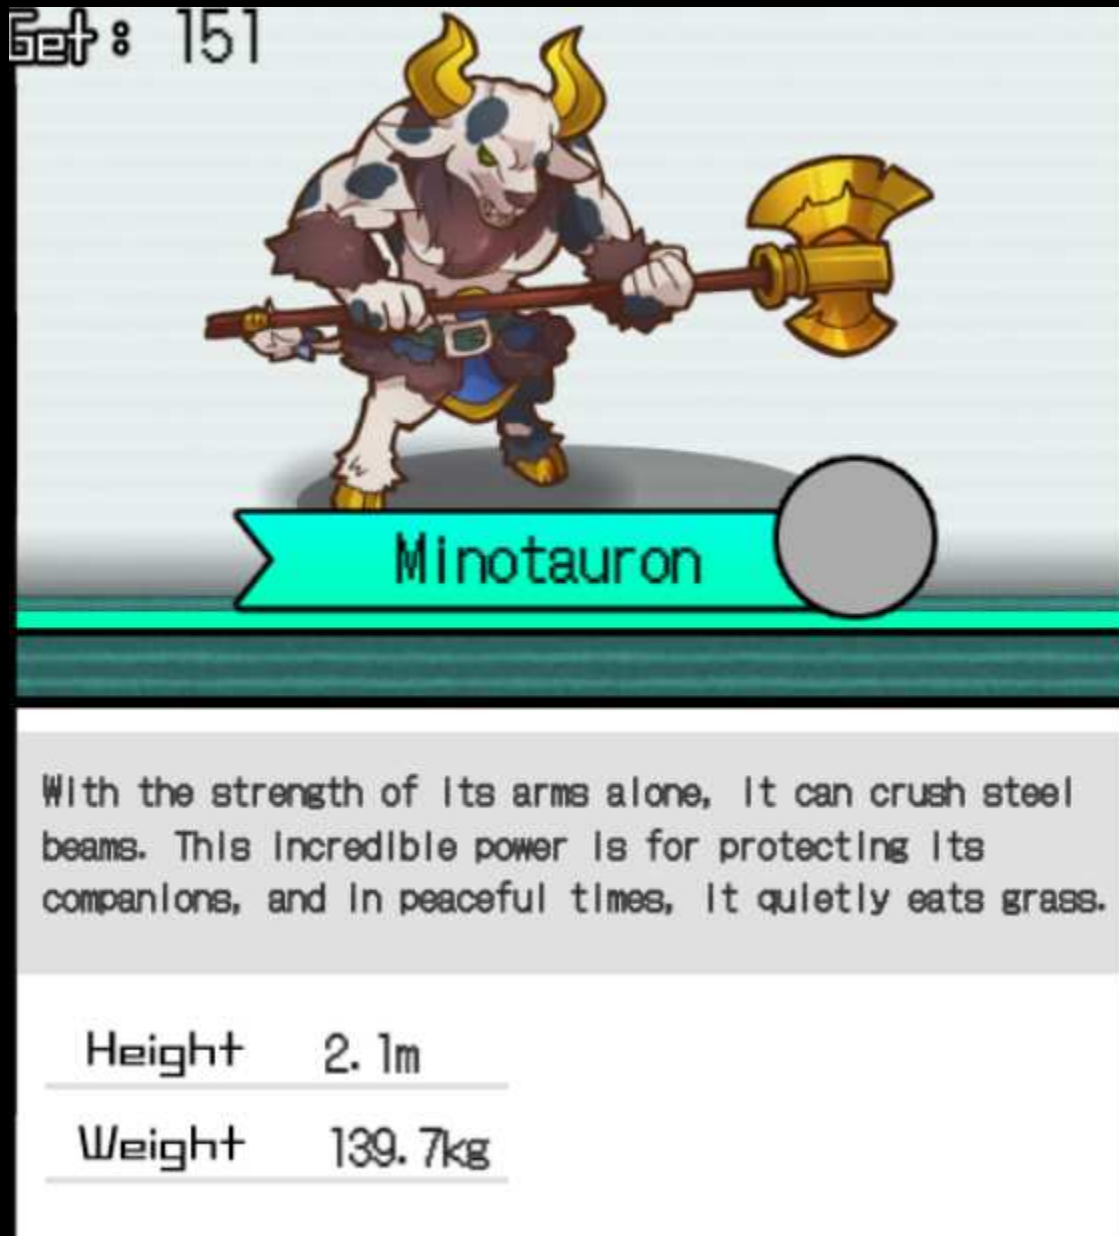 Get: 151
Minotauron
With the strength of its arms alone, it can crush steel
beams. This incredible power is for protecting its
companions, and in peaceful times, it quietly eats grass.
Height 2.1m
Weight 139.7kg